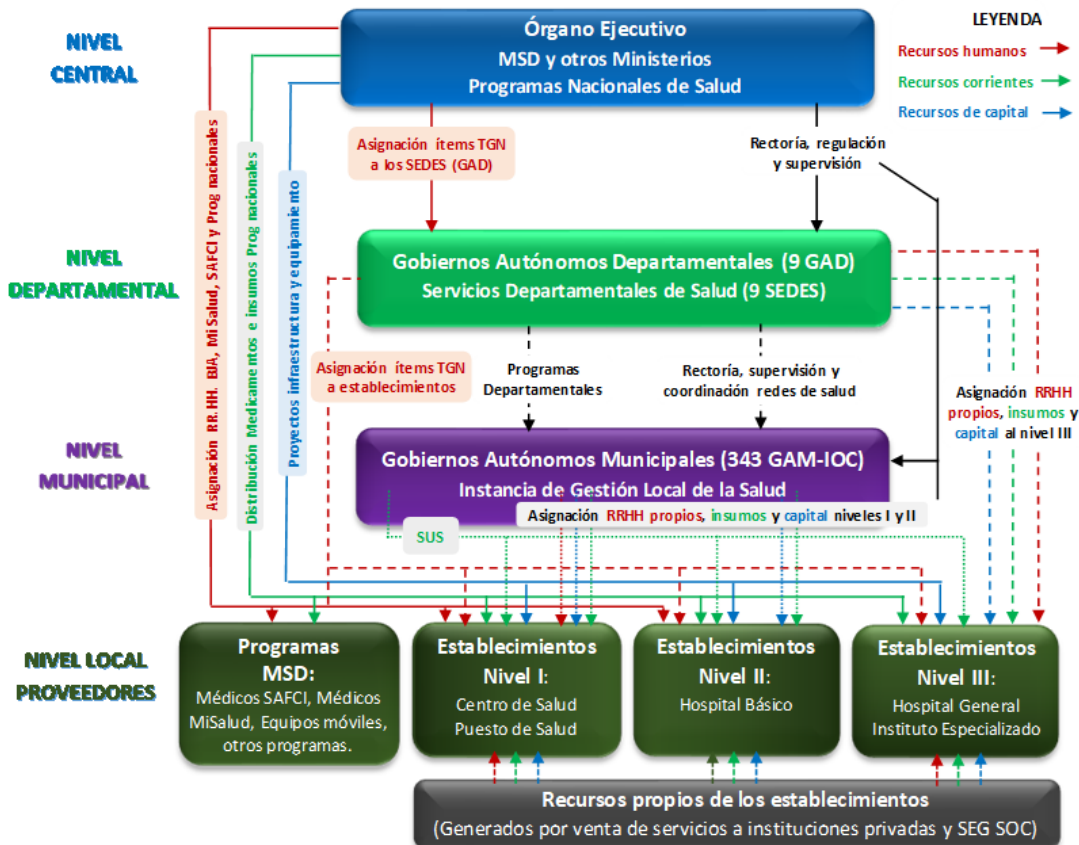 NIVEL
CENTRAL
Órgano Ejecutivo
MSD y otros Ministerios
Programas Nacionales de Salud
LEYENDA
Recursos humanos
Recursos corrientes
Recursos de capital
Asignación RR.HH. BJA, Mi Salud, SAFCI y Prog nacionales
Distribución Medicamentos e insumos Prog nacionales
Proyectos infraestructura y equipamiento
Asignación ítems TGN
a los SEDES (GAD)
Rectoría, regulación
y supervisión
NIVEL
DEPARTAMENTAL
Gobiernos Autónomos Departamentales (9 GAD)
Servicios Departamentales de Salud (9 SEDES)
Asignación ítems TGN
a establecimientos
Programas
Departamentales
Rectoría, supervisión y
coordinación redes de salud
Asignación RRHH
propios, insumos y
capital al nivel III
NIVEL
MUNICIPAL
Gobiernos Autónomos Municipales (343 GAM-IOC)
Instancia de Gestión Local de la Salud
Asignación RRHH propios, insumos y capital niveles I y II
SUS
NIVEL LOCAL
PROVEEDORES
Programas
MSD:
Médicos SAFCI, Médicos
MiSalud, Equipos móviles,
otros programas.
Establecimientos
Nivel I:
Centro de Salud
Puesto de Salud
Establecimientos
Nivel II:
Hospital Básico
Establecimientos
Nivel III:
Hospital General
Instituto Especializado
Recursos propios de los establecimientos
(Generados por venta de servicios a instituciones privadas y SEG SOC)